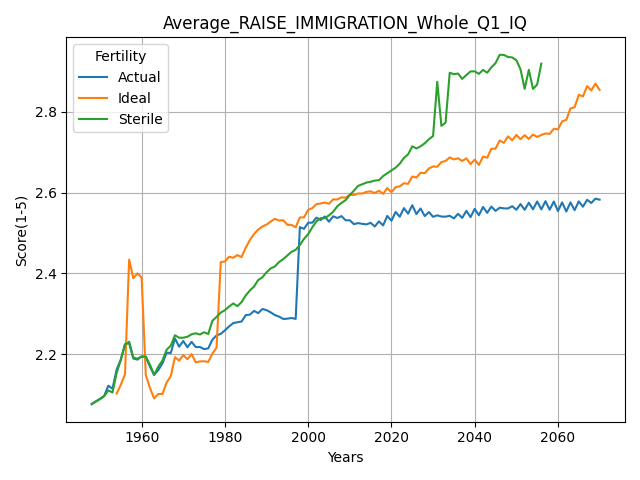 Average_RAISE_IMMIGRATION_Whole_Q1_IQ
Fertility
Actual
Ideal
Sterile
Score(1-5)
2.8
2.6
2.4
2.2
1960
1980
2000
2020
2040
2060
Years